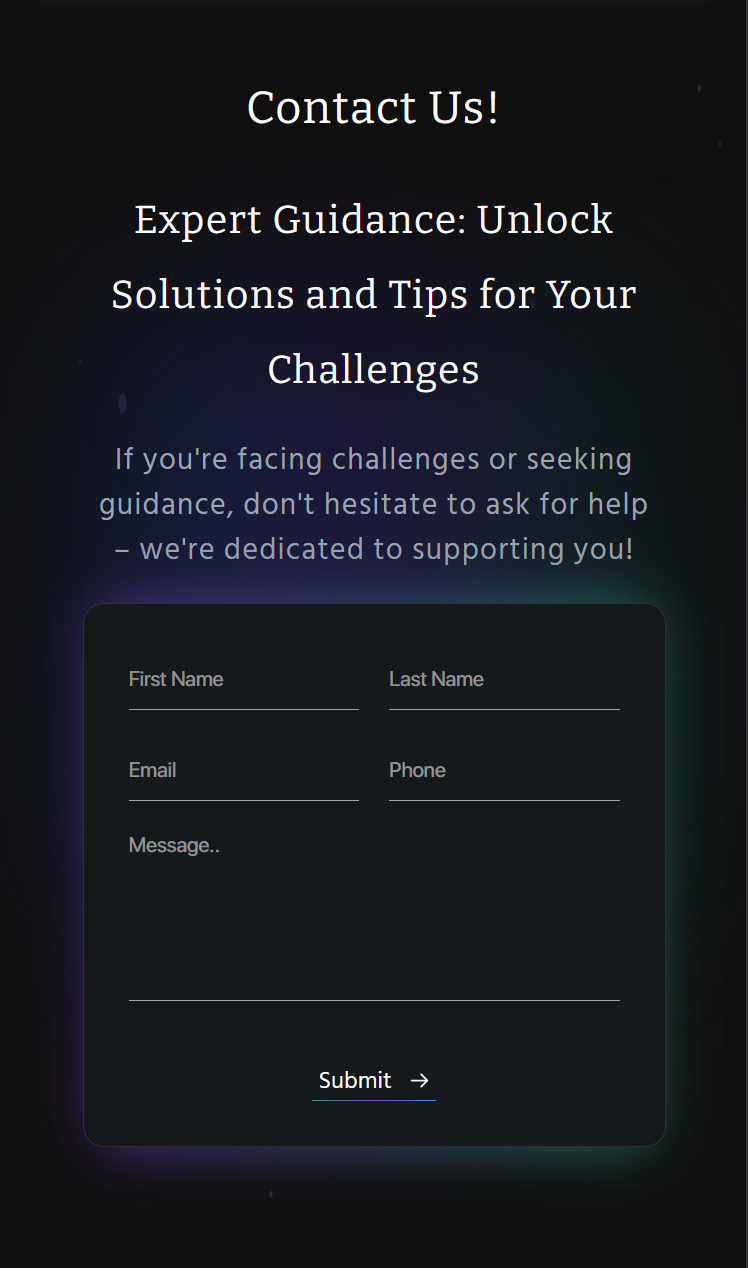 Contact Us!
Expert Guidance: Unlock
Solutions and Tips for Your
Challenges
If you're facing challenges or seeking
guidance, don't hesitate to ask for help
– we're dedicated to supporting you!
First Name
Last Name
Email
Phone
Message..
Submit →